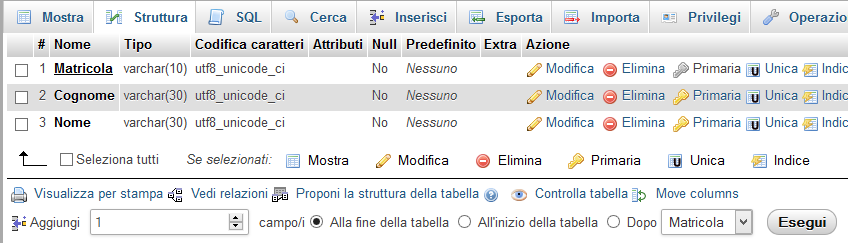 Mostra Struttura SQL Cerca Inserisci Esporta Importa Privilegi Operazio
# Nome Tipo Codifica caratteri Attributi Null Predefinito Extra Azione
1 Matricola varchar(10) utf8_unicode_ci No Nessuno Modifica Elimina Primaria U Unica Indice
2 Cognome varchar(30) utf8_unicode_ci No Nessuno Modifica Elimina Primaria U Unica Indic
3 Nome varchar(30) utf8_unicode_ci No Nessuno Modifica Elimina Primaria U Unica Indic
Seleziona tutti Se selezionati: Mostra Modifica Elimina Primaria U Unica Indice
Visualizza per stampa Vedi relazioni Proponi la struttura della tabella ? Controlla tabella Move columns
Aggiungi 1 campo/i Alla fine della tabella All'inizio della tabella Dopo Matricola Esegui